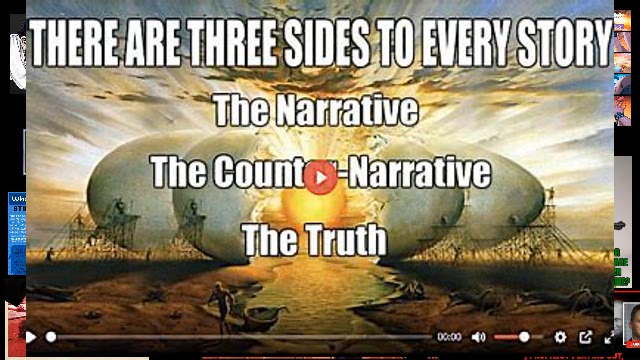 THERE ARE THREE SIDES TO EVERY STORY
The Narrative
The Counter-Narrative
The Truth
00:00